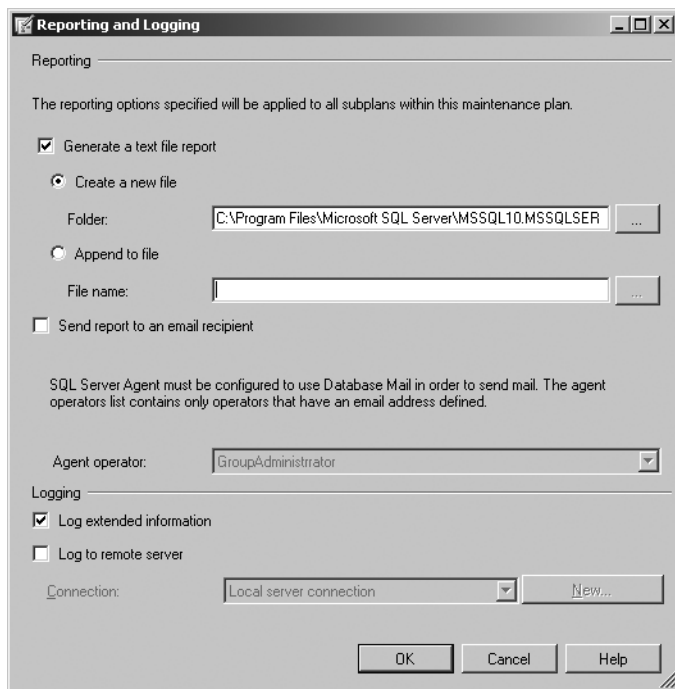 Reporting and Logging
Reporting
The reporting options specified will be applied to all subplans within this maintenance plan.
Generate a text file report
Create a new file
Folder: C:\Program Files\Microsoft SQL Server\MSSQL10.MSSQLSER ...
Append to file
File name: ...
Send report to an email recipient
SQL Server Agent must be configured to use Database Mail in order to send mail. The agent
operators list contains only operators that have an email address defined.
Agent operator: GroupAdministrrator
Logging
Log extended information
Log to remote server
Connection: Local server connection New...
OK Cancel Help